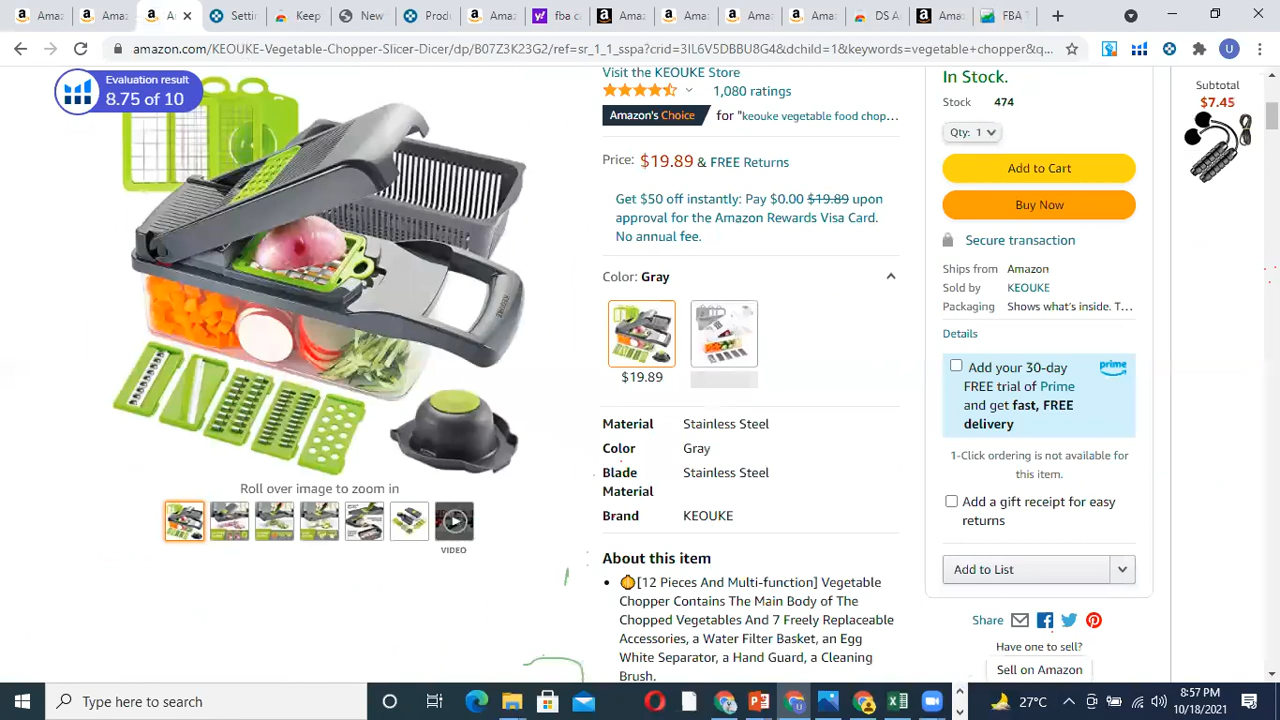 Amaz
Amaz
A
Settin
Keep
New
Prod
Amaz
fba ca
Amaz
Amaz
Amaz
Amaz
DS A
Amaz
FBA T
amazon.com/KEOUKE-Vegetable-Chopper-Slicer-Dicer/dp/B07Z3K23G2/ref=sr_1_1_sspa?crid=3IL6V5DBBU8G4&dchild=1&keywords=vegetable+chopper&q...
U
Evaluation result
8.75 of 10
Roll over image to zoom in
VIDEO
Visit the KEOUKE Store
1,080 ratings
Amazon's Choice for "keouke vegetable food chop...
Price: $19.89 & FREE Returns
Get $50 off instantly: Pay $0.00 $19.89 upon
approval for the Amazon Rewards Visa Card.
No annual fee.
Color: Gray
$19.89
Material Stainless Steel
Color Gray
Blade Stainless Steel
Material
Brand KEOUKE
About this item
• [12 Pieces And Multi-function] Vegetable
Chopper Contains The Main Body of The
Chopped Vegetables And 7 Freely Replaceable
Accessories, a Water Filter Basket, an Egg
White Separator, a Hand Guard, a Cleaning
Brush.
In Stock.
Stock 474
Qty: 1
Add to Cart
Buy Now
Secure transaction
Ships from Amazon
Sold by KEOUKE
Packaging Shows what's inside. T...
Details
Add your 30-day
FREE trial of Prime
and get fast, FREE
delivery
prime
1-Click ordering is not available for
this item.
Add a gift receipt for easy
returns
Add to List
Share
Have one to sell?
Sell on Amazon
Subtotal
$7.45
Type here to search
27°C
8:57 PM
10/18/2021